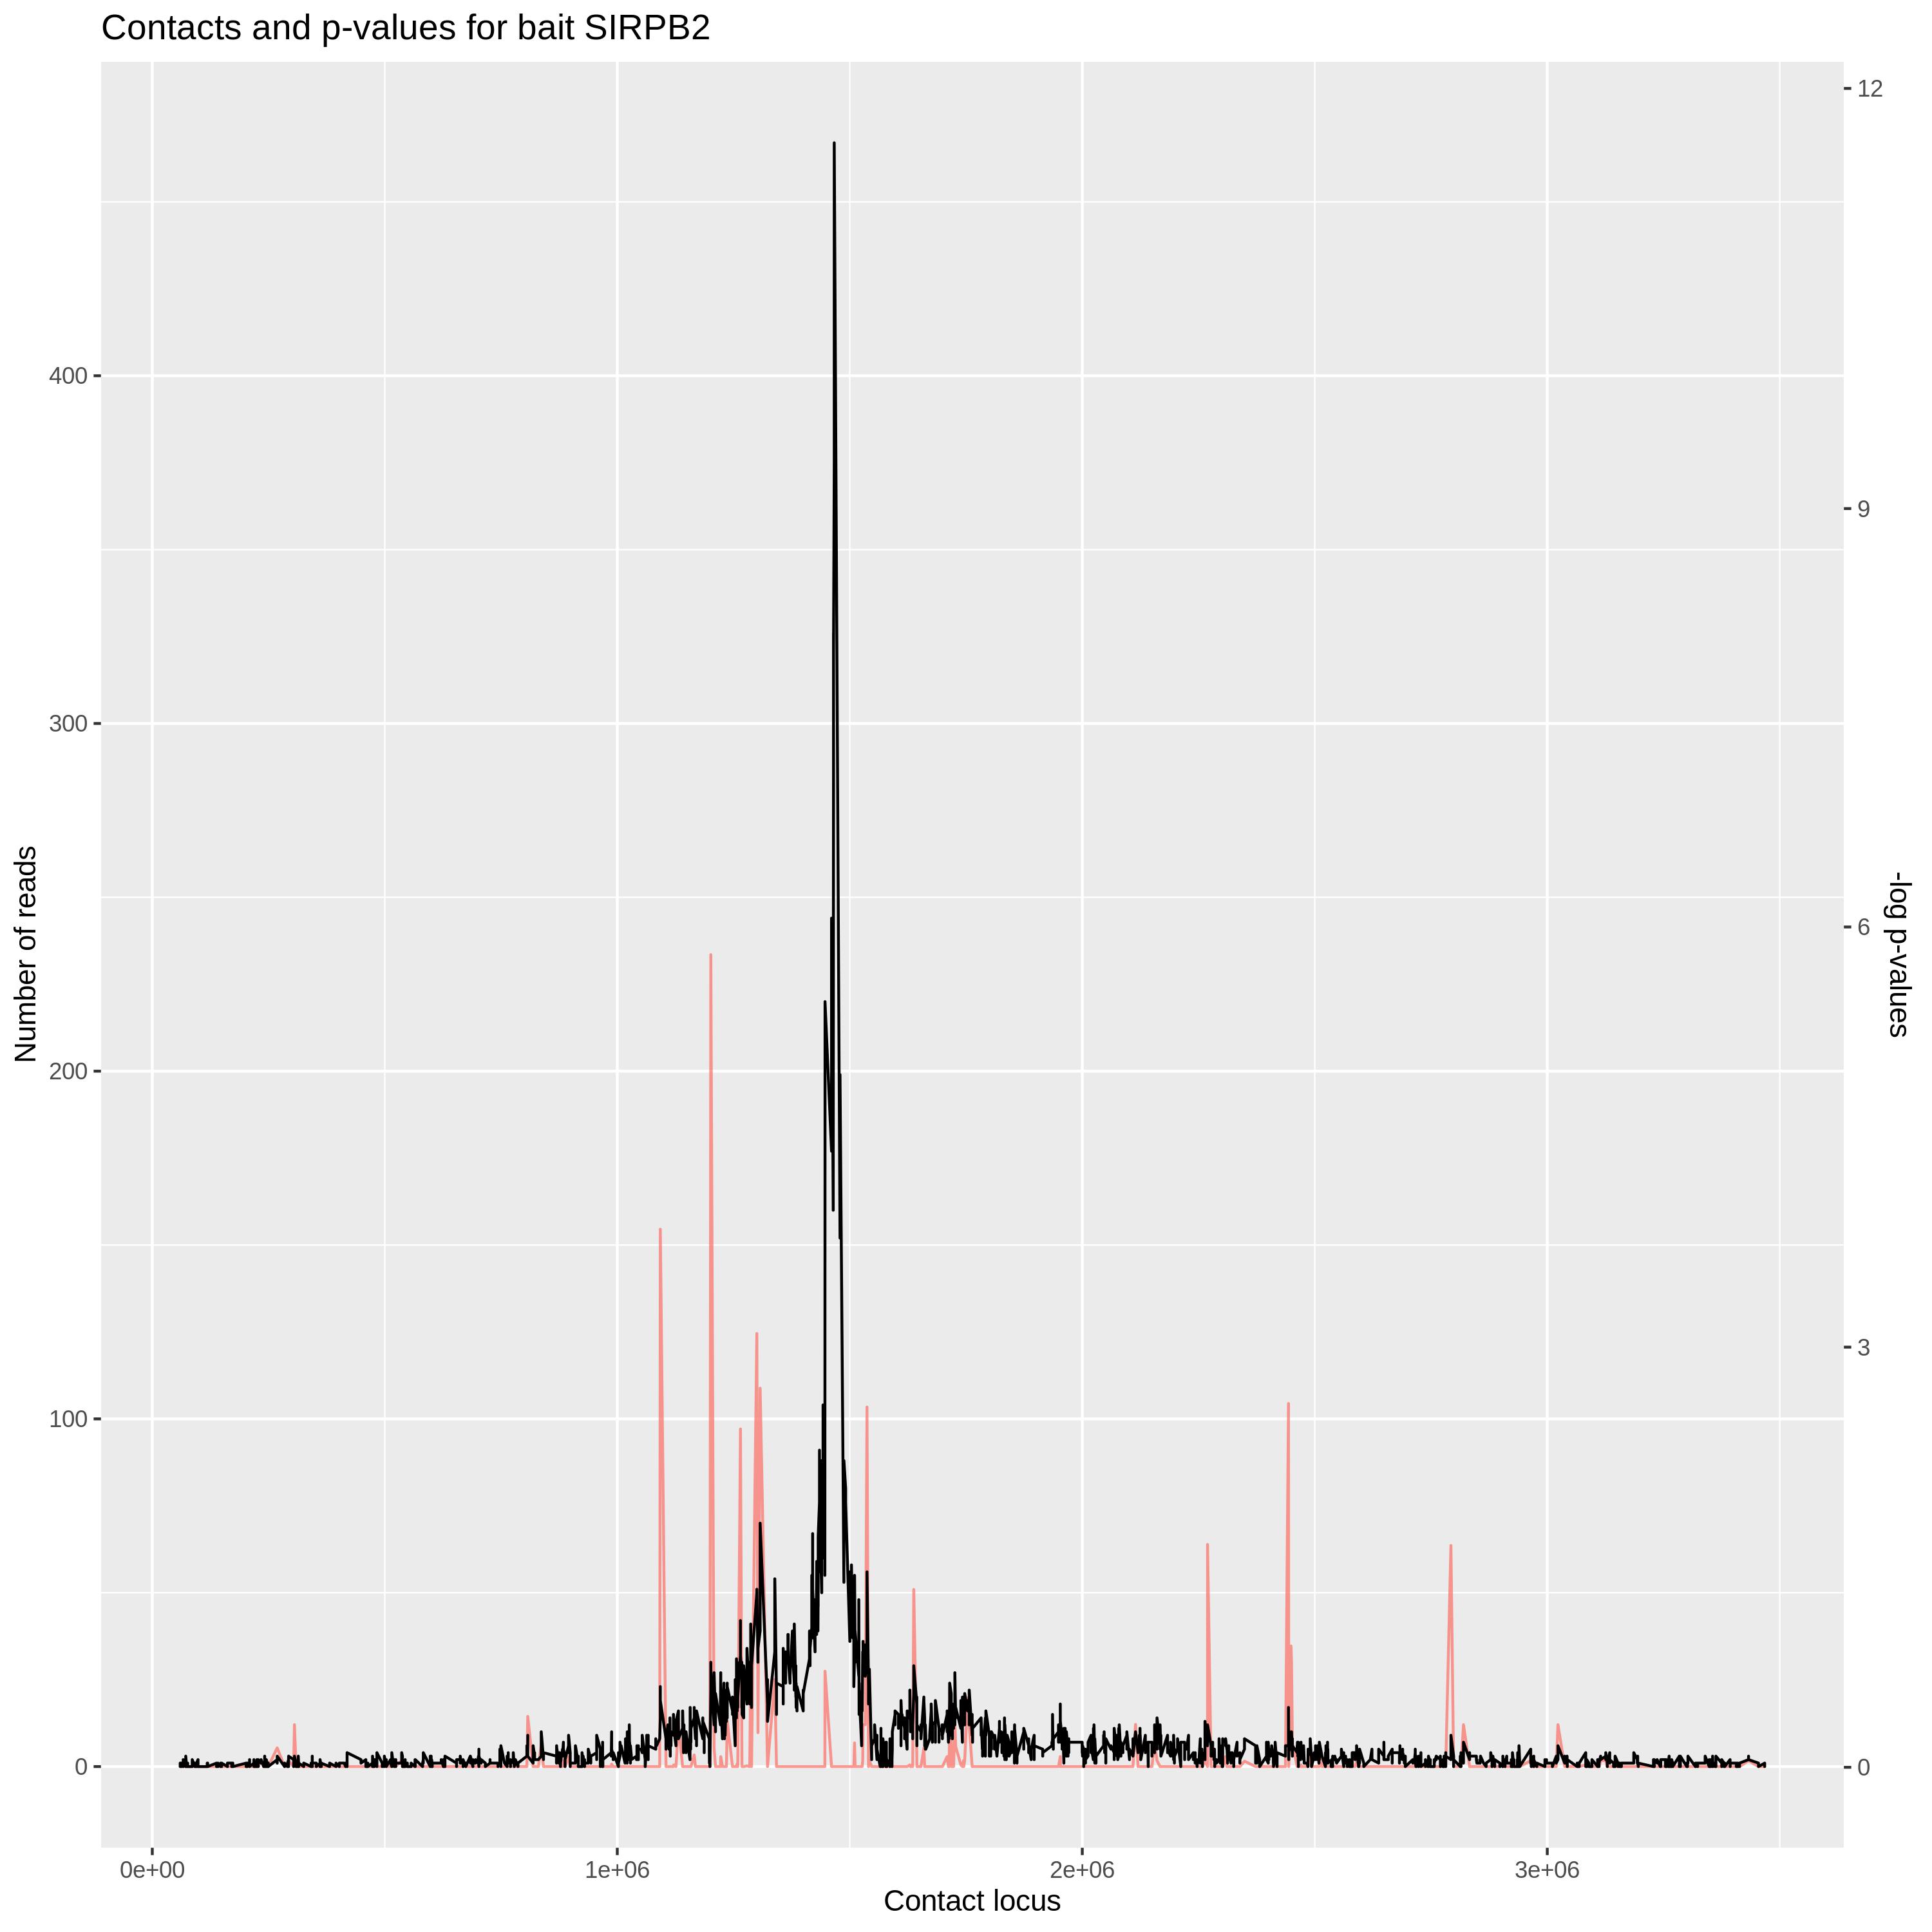 Contacts and p-values for bait SIRPB2
12
9
6
3
0
400
300
200
100
0
Number of reads
-log p-values
0e+00 1e+06 2e+06 3e+06
Contact locus